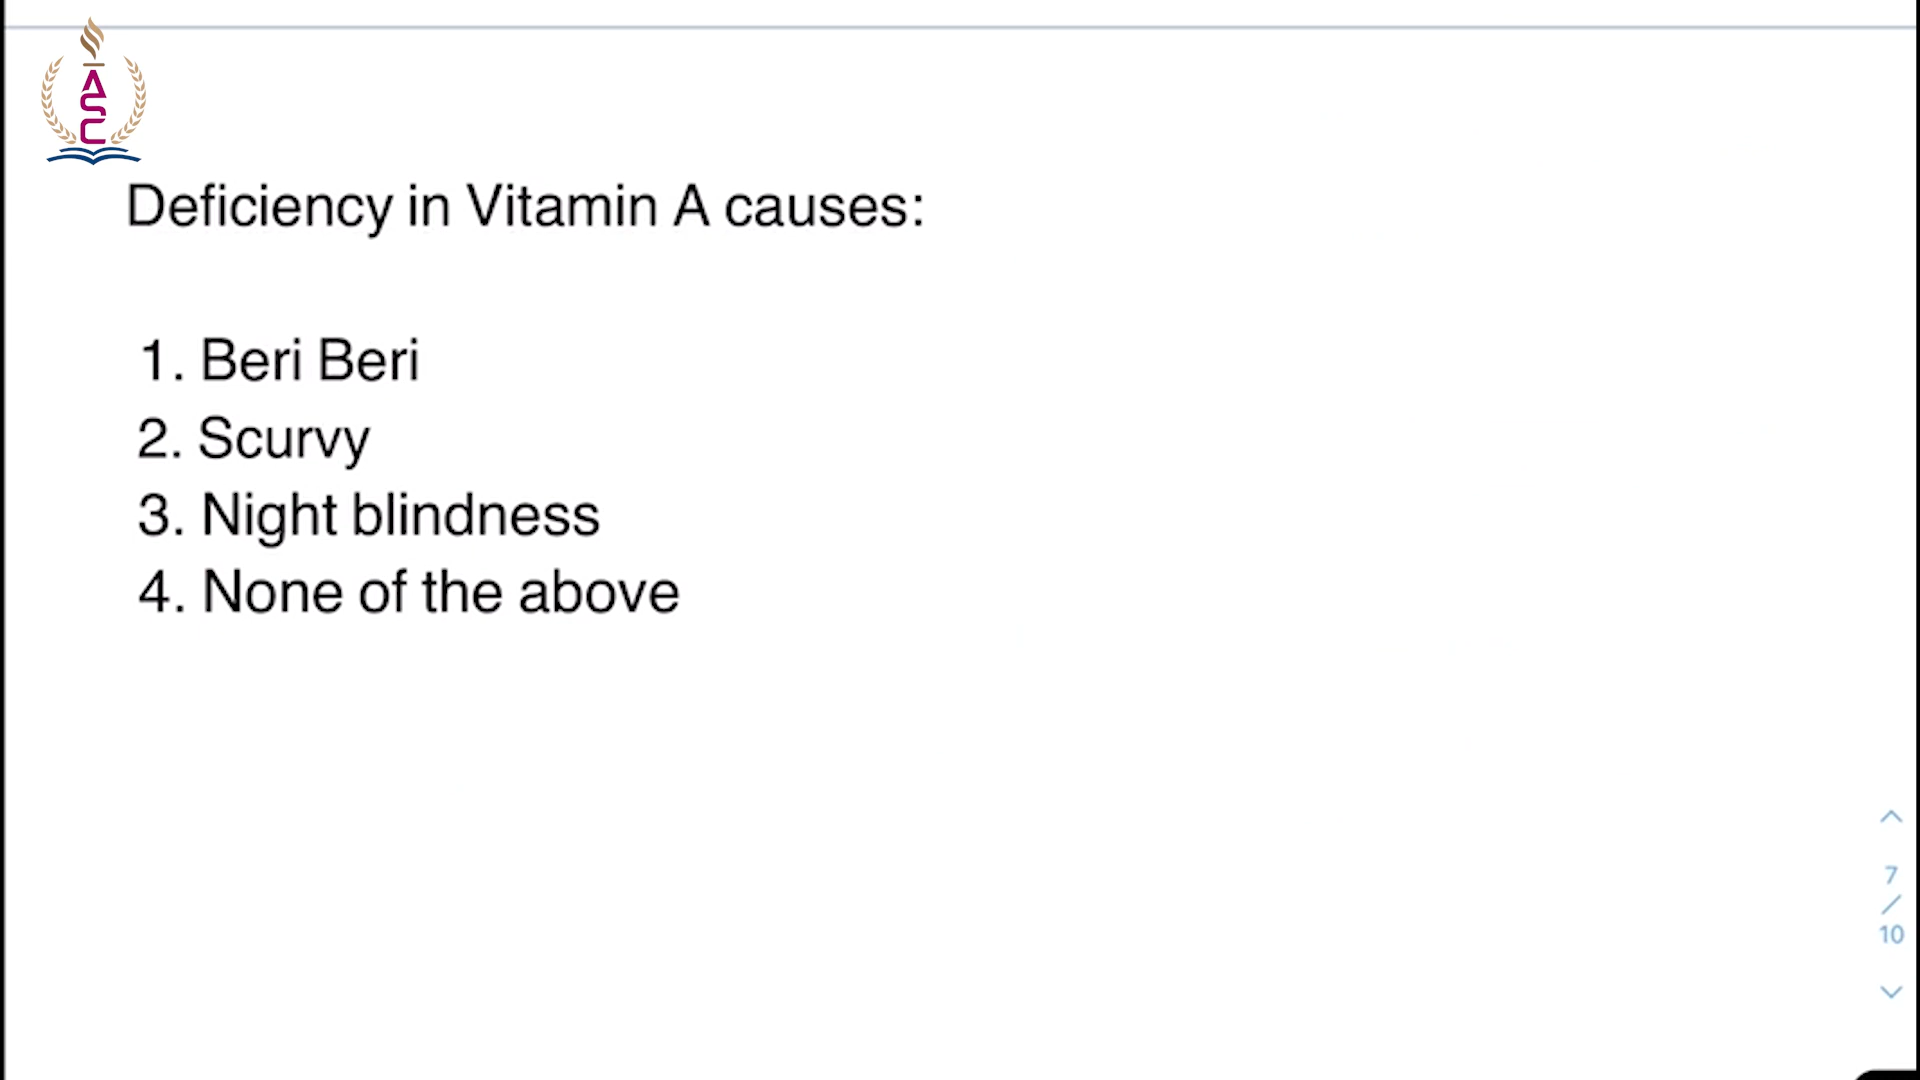 ASC
Deficiency in Vitamin A causes:
1. Beri Beri
2. Scurvy
3. Night blindness
4. None of the above
7
/
10